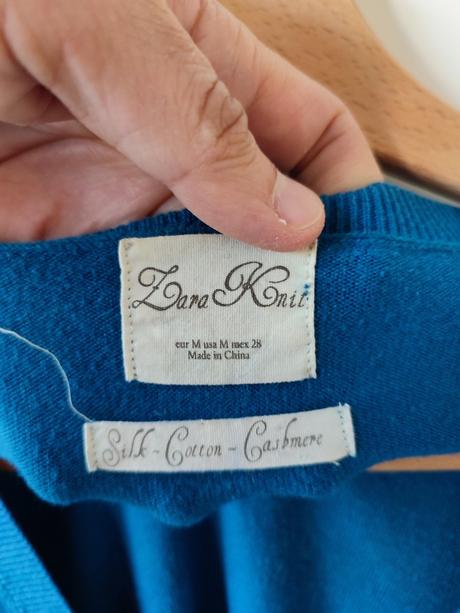 Zara Knit
eur M usa M mex 28
Made in China
Silk - Cotton - Cashmere